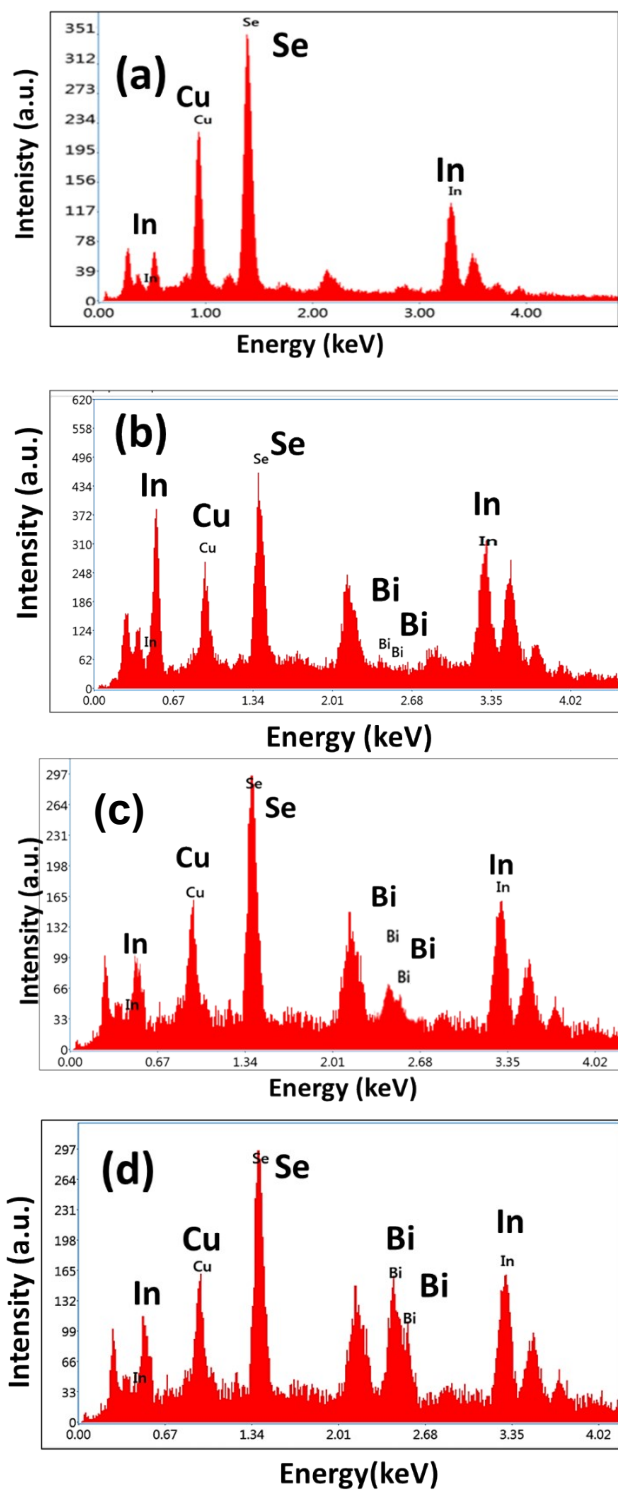 351
Se
Se
312
(a)
273
Cu
234
Cu
195
In
In
156
117
In
78
39
In
0
0.00 1.00 2.00 3.00 4.00
Intenisty (a.u.)
Energy (keV)
620
(b)
558
Se
496
Se
434
In
In
372
Cu
In
310
Cu
248
Bi
186
Bi
124
In
Bi
Bi
62
0
0.00 0.67 1.34 2.01 2.68 3.35 4.02
Intensity (a.u.)
Energy (keV)
297
Se
264
(c)
Se
231
198
Cu
In
165
Cu
In
132
Bi
Bi
99
In
Bi
66
Bi
In
33
0
0.00 0.67 1.34 2.01 2.68 3.35 4.02
Intensity (a.u.)
Energy (keV)
297
(d)
Se
Se
264
231
198
Cu
Bi
In
165
Cu
Bi
In
132
In
Bi
99
Bi
66
In
33
0
0.00 0.67 1.34 2.01 2.68 3.35 4.02
Intensity (a.u.)
Energy(keV)